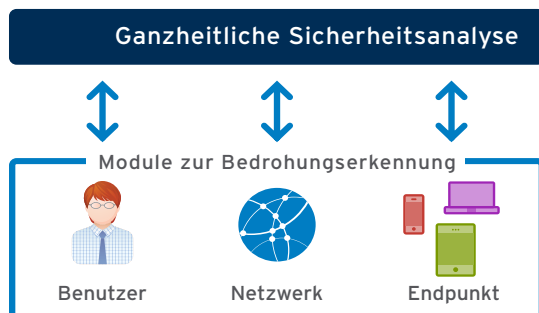 Ganzheitliche Sicherheitsanalyse
Module zur Bedrohungserkennung
Benutzer
Netzwerk
Endpunkt